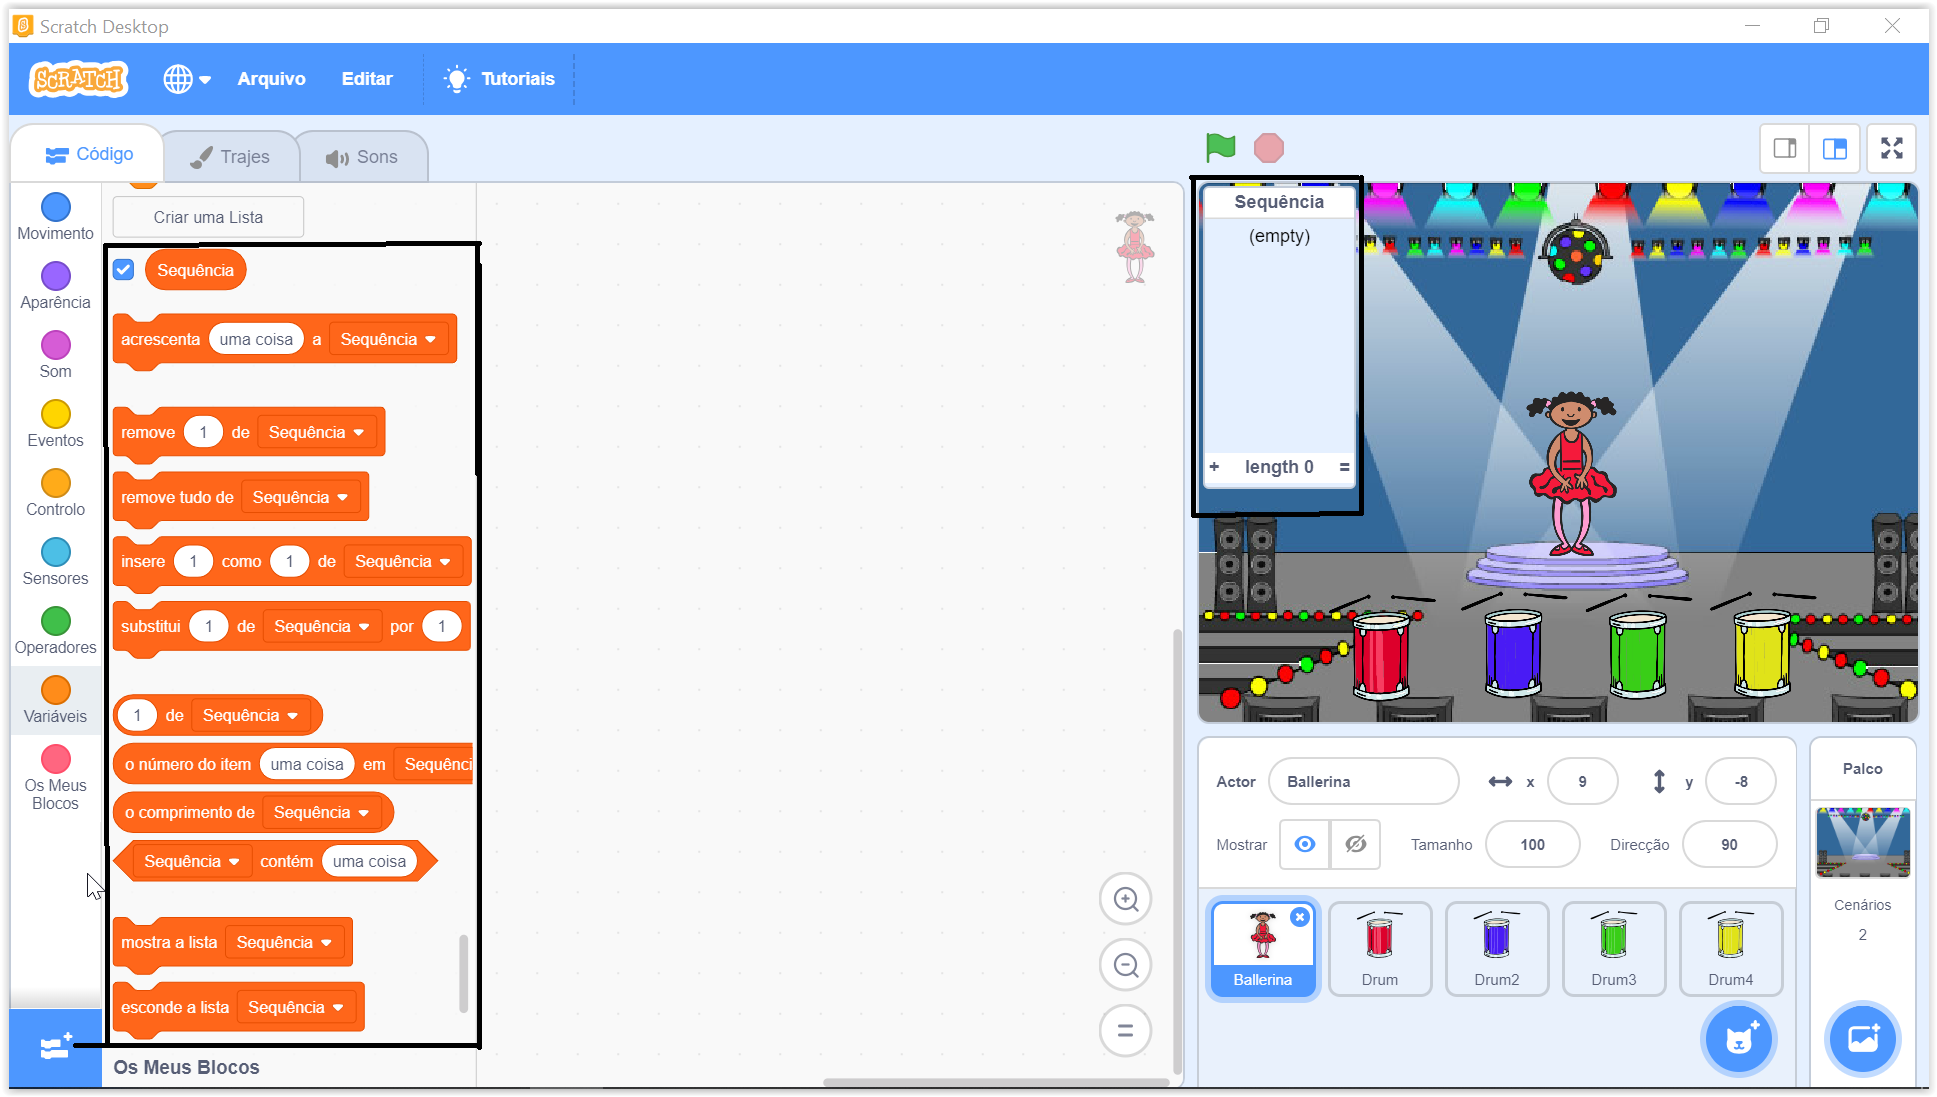 Scratch Desktop
SCRATCH Arquivo Editar Tutoriais
Código Trajes Sons
Movimento
Aparência
Som
Eventos
Controlo
Sensores
Operadores
Variáveis
Os Meus
Blocos
Criar uma Lista
Sequência
acrescenta uma coisa a Sequência
remove 1 de Sequência
remove tudo de Sequência
insere 1 como 1 de Sequência
substitui 1 de Sequência por 1
1 de Sequência
o número do item uma coisa em Sequênci
o comprimento de Sequência
Sequência contém uma coisa
mostra a lista Sequência
esconde a lista Sequência
Os Meus Blocos
Sequência
(empty)
+ length 0 =
Actor Ballerina x 9 y -8
Mostrar Tamanho 100 Direcção 90
Ballerina Drum Drum2 Drum3 Drum4
Palco
Cenários
2